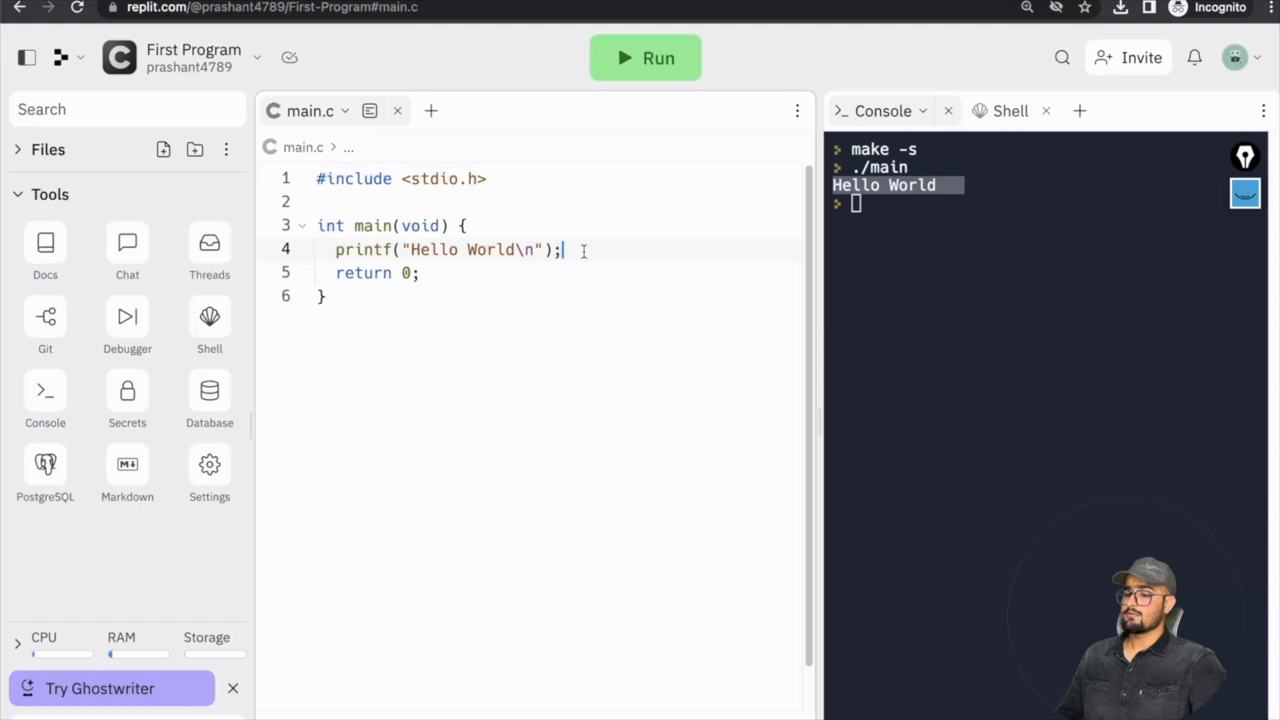 replit.com/@prashant4789/First-Program#main.c
Incognito
First Program
prashant4789
Run
Invite
Search
Files
Tools
Docs
Chat
Threads
Git
Debugger
Shell
Console
Secrets
Database
PostgreSQL
Markdown
Settings
CPU
RAM
Storage
Try Ghostwriter
main.c
main.c > ...
1 #include <stdio.h>
2
3 int main(void) {
4 printf("Hello World\n");
5 return 0;
6 }
Console
Shell
make -s
./main
Hello World